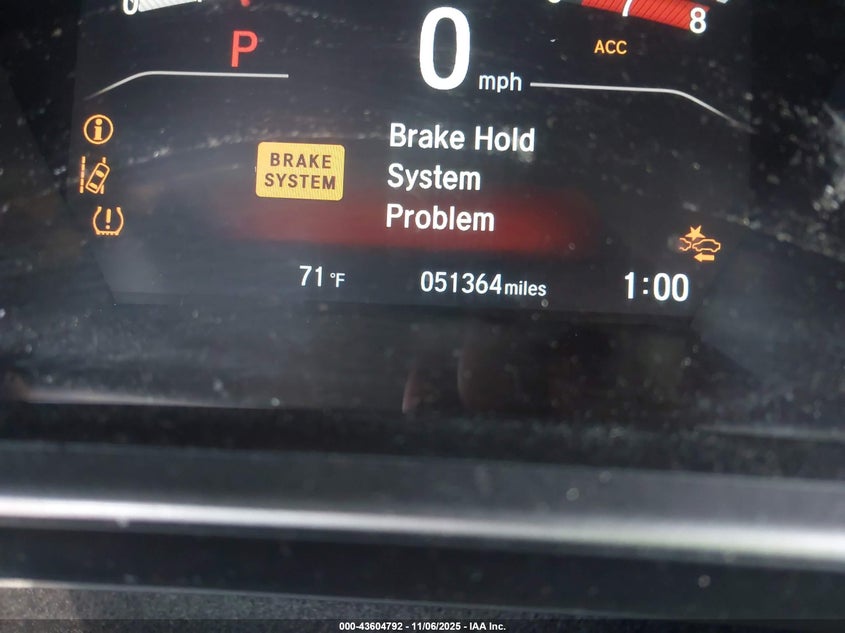 0
8
P
0 mph
ACC
Brake Hold
System
Problem
BRAKE
SYSTEM
71 °F
051364 miles
1:00
000-43604792 - 11/06/2025 - IAA Inc.